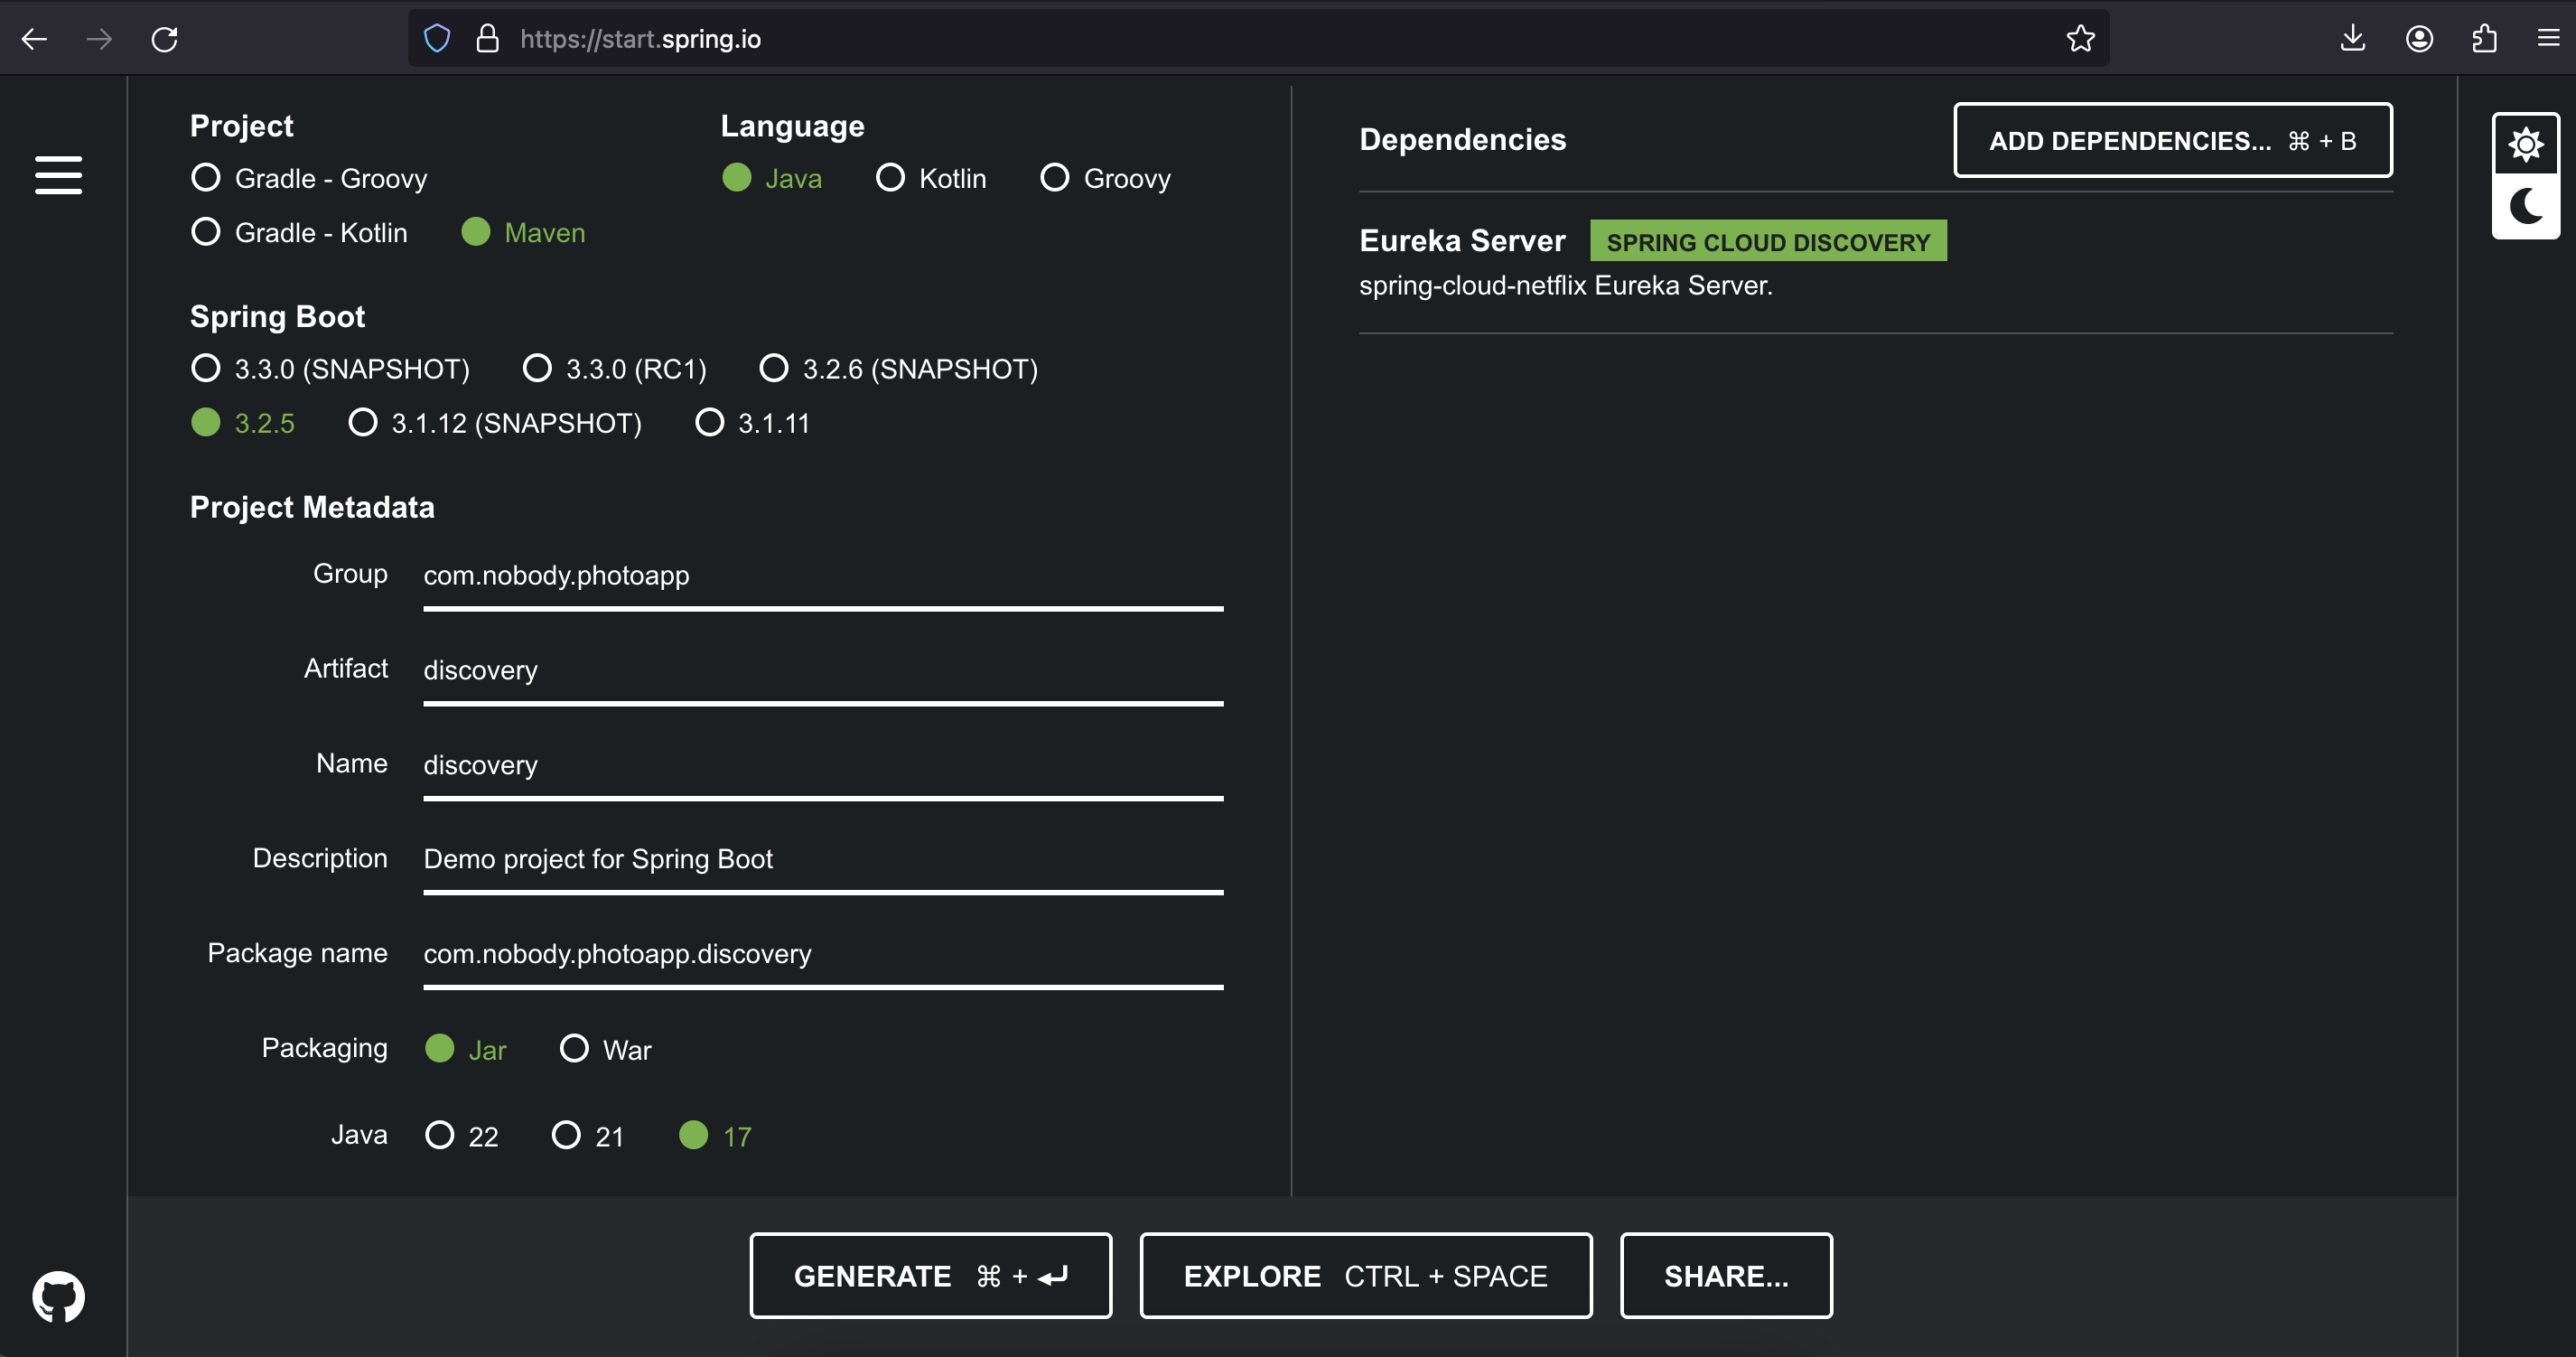 https://start.spring.io
Project
Gradle - Groovy
Gradle - Kotlin Maven
Language
Java Kotlin Groovy
Spring Boot
3.3.0 (SNAPSHOT) 3.3.0 (RC1) 3.2.6 (SNAPSHOT)
3.2.5 3.1.12 (SNAPSHOT) 3.1.11
Project Metadata
Group com.nobody.photoapp
Artifact discovery
Name discovery
Description Demo project for Spring Boot
Package name com.nobody.photoapp.discovery
Packaging Jar War
Java 22 21 17
Dependencies ADD DEPENDENCIES... ⌘ + B
Eureka Server SPRING CLOUD DISCOVERY
spring-cloud-netflix Eureka Server.
GENERATE ⌘ + ⏎ EXPLORE CTRL + SPACE SHARE...